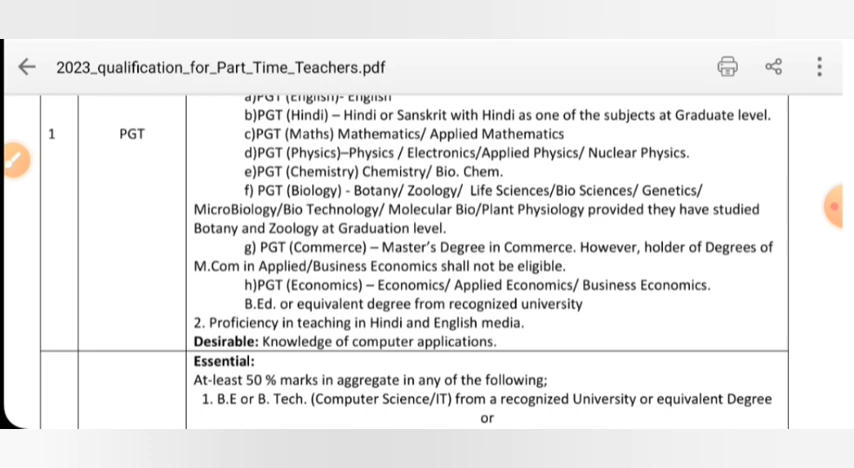 2023_qualification_for_Part_Time_Teachers.pdf
a)PGT (English)- English
b)PGT (Hindi) – Hindi or Sanskrit with Hindi as one of the subjects at Graduate level.
1 PGT c)PGT (Maths) Mathematics/ Applied Mathematics
d)PGT (Physics)–Physics / Electronics/Applied Physics/ Nuclear Physics.
e)PGT (Chemistry) Chemistry/ Bio. Chem.
f) PGT (Biology) - Botany/ Zoology/ Life Sciences/Bio Sciences/ Genetics/
MicroBiology/Bio Technology/ Molecular Bio/Plant Physiology provided they have studied
Botany and Zoology at Graduation level.
g) PGT (Commerce) – Master's Degree in Commerce. However, holder of Degrees of
M.Com in Applied/Business Economics shall not be eligible.
h)PGT (Economics) – Economics/ Applied Economics/ Business Economics.
B.Ed. or equivalent degree from recognized university
2. Proficiency in teaching in Hindi and English media.
Desirable: Knowledge of computer applications.
Essential:
At-least 50 % marks in aggregate in any of the following;
1. B.E or B. Tech. (Computer Science/IT) from a recognized University or equivalent Degree
or